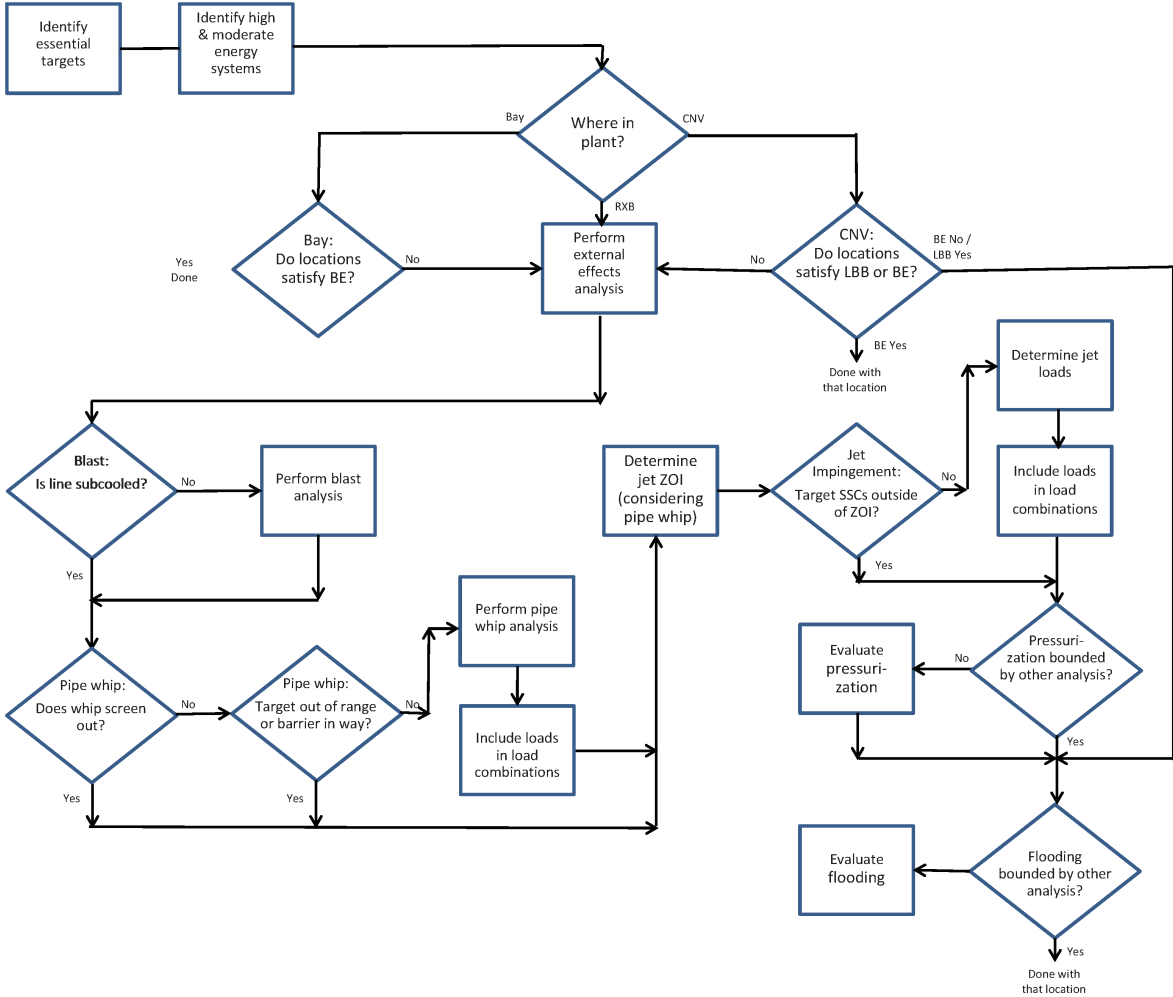 Identify
essential
targets
Identify high
& moderate
energy
systems
Where in
plant?
Bay
CNV
RXB
Bay:
Do locations
satisfy BE?
Yes
Done
No
Perform
external
effects
analysis
No
CNV:
Do locations
satisfy LBB or BE?
BE No /
LBB Yes
BE Yes
Done with
that location
Blast:
Is line subcooled?
No
Yes
Perform blast
analysis
Pipe whip:
Does whip screen
out?
No
Yes
Pipe whip:
Target out of range
or barrier in way?
No
Yes
Perform pipe
whip analysis
Include loads
in load
combinations
Determine
jet ZOI
(considering
pipe whip)
Jet
Impingement:
Target SSCs outside
of ZOI?
No
Yes
Determine jet
loads
Include loads
in load
combinations
Pressuri-
zation bounded
by other analysis?
No
Yes
Evaluate
pressuri-
zation
Flooding
bounded by other
analysis?
Evaluate
flooding
Yes
Done with
that location